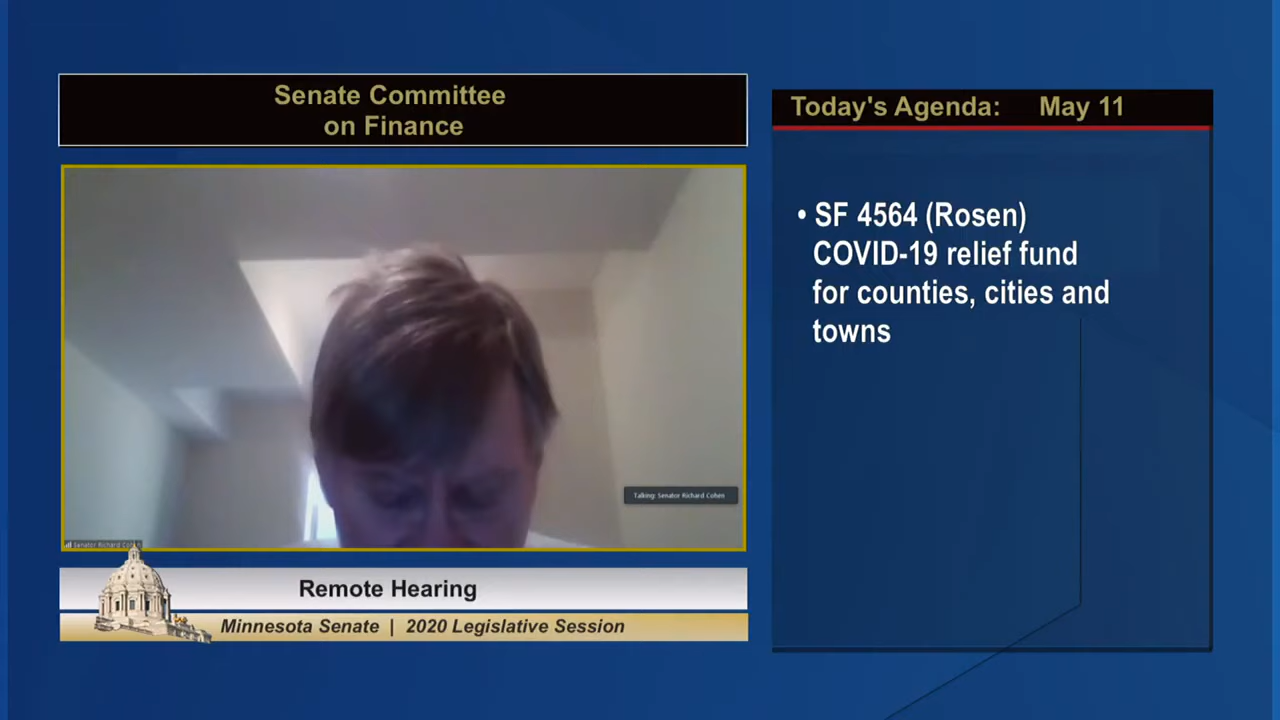 Senate Committee
on Finance
Today's Agenda: May 11
• SF 4564 (Rosen)
COVID-19 relief fund
for counties, cities and
towns
Talking: Senator Richard Cohen
Senator Richard Cohen
Remote Hearing
Minnesota Senate | 2020 Legislative Session